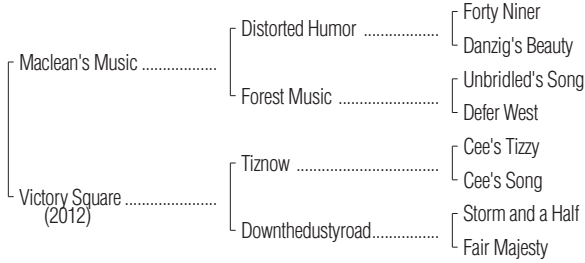 Forty Niner
Distorted Humor ..................
Danzig's Beauty
Maclean's Music .................
Unbridled's Song
Forest Music .......................
Defer West
Cee's Tizzy
Tiznow .................................
Cee's Song
Victory Square .....................
(2012)
Storm and a Half
Downthedustyroad...............
Fair Majesty